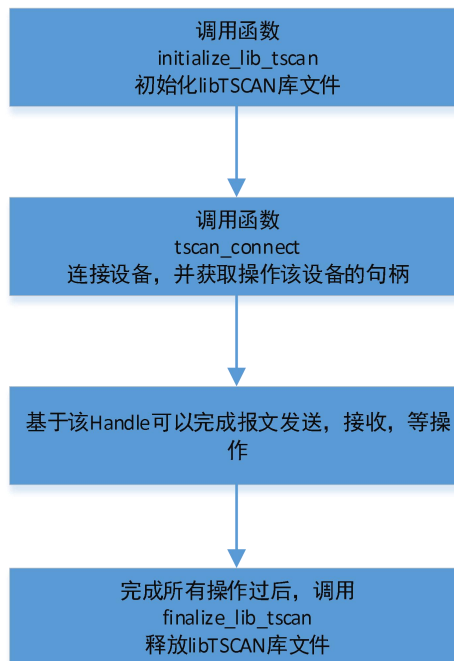 调用函数
initialize_lib_tscan
初始化libTSCAN库文件
调用函数
tscan_connect
连接设备，并获取操作该设备的句柄
基于该Handle可以完成报文发送，接收，等操
作
完成所有操作过后，调用
finalize_lib_tscan
释放libTSCAN库文件